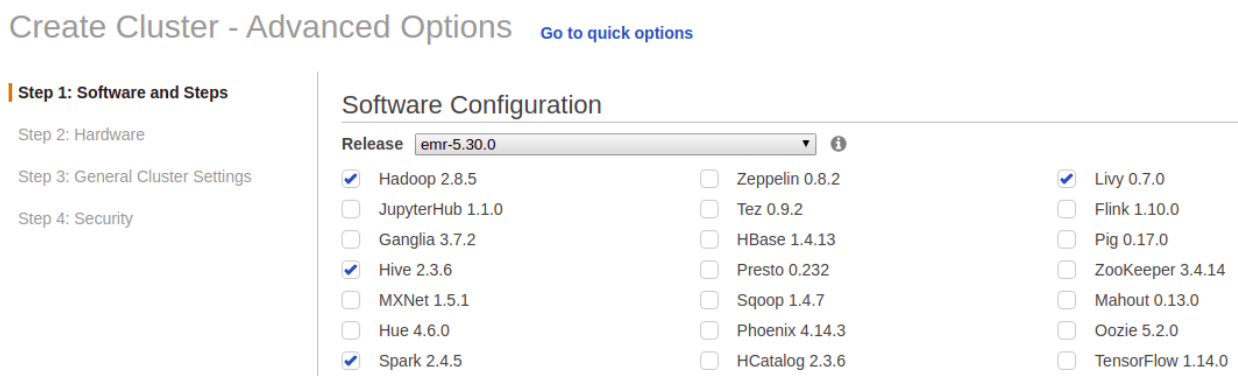 Create Cluster - Advanced Options Go to quick options
Step 1: Software and Steps
Step 2: Hardware
Step 3: General Cluster Settings
Step 4: Security
Software Configuration
Release emr-5.30.0
Hadoop 2.8.5 Zeppelin 0.8.2 Livy 0.7.0
JupyterHub 1.1.0 Tez 0.9.2 Flink 1.10.0
Ganglia 3.7.2 HBase 1.4.13 Pig 0.17.0
Hive 2.3.6 Presto 0.232 ZooKeeper 3.4.14
MXNet 1.5.1 Sqoop 1.4.7 Mahout 0.13.0
Hue 4.6.0 Phoenix 4.14.3 Oozie 5.2.0
Spark 2.4.5 HCatalog 2.3.6 TensorFlow 1.14.0